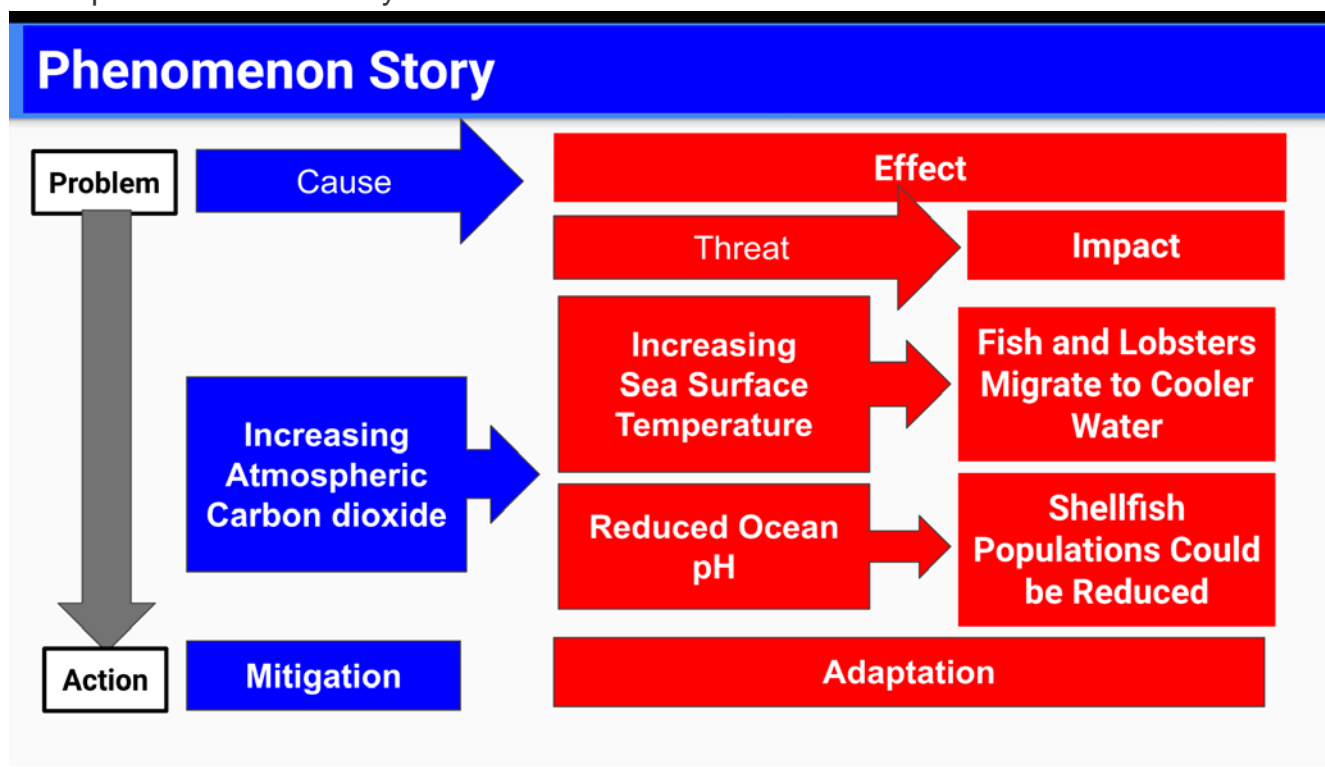 Phenomenon Story
Problem
Cause
Effect
Threat
Impact
Increasing
Atmospheric
Carbon dioxide
Increasing
Sea Surface
Temperature
Fish and Lobsters
Migrate to Cooler
Water
Reduced Ocean
pH
Shellfish
Populations Could
be Reduced
Action
Mitigation
Adaptation